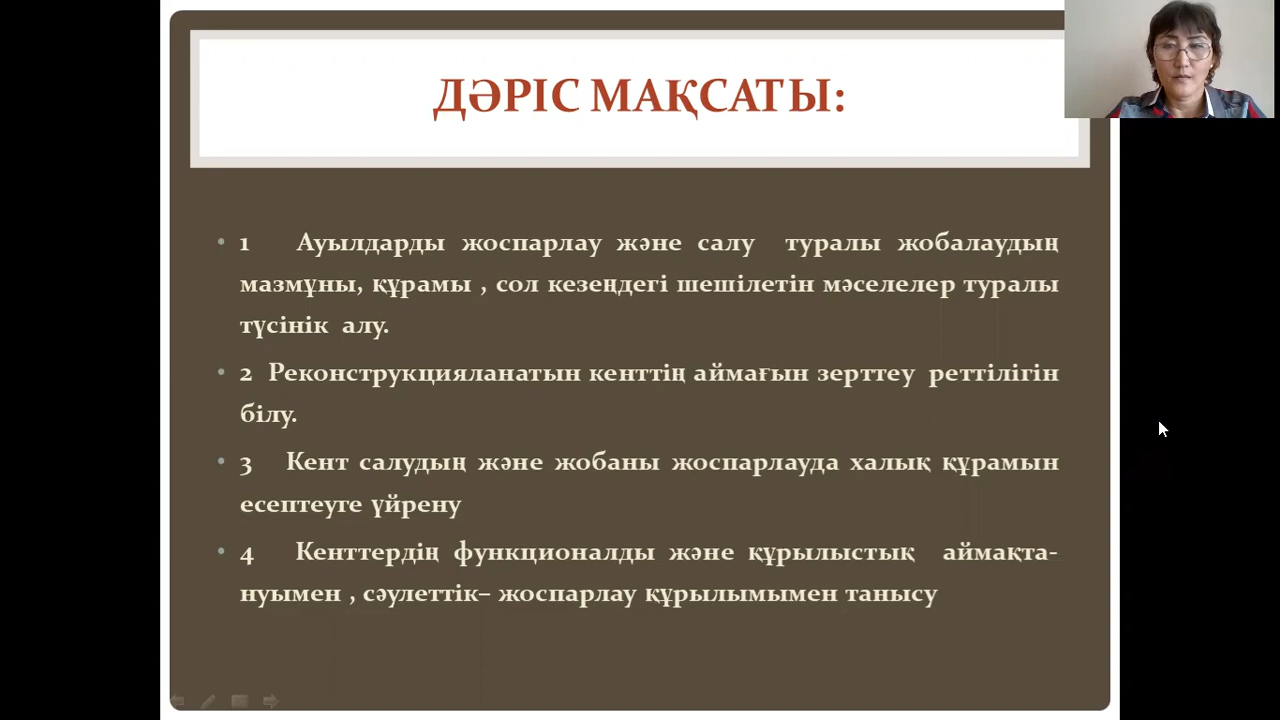 ДӘРІС МАҚСАТЫ:
• 1 Ауылдарды жоспарлау және салу туралы жобалаудың
мазмұны, құрамы , сол кезеңдегі шешілетін мәселелер туралы
түсінік алу.
• 2 Реконструкцияланатын кенттің аймағын зерттеу реттілігін
білу.
• 3 Кент салудың және жобаны жоспарлауда халық құрамын
есептеуге үйрену
• 4 Кенттердің функционалды және құрылыстық аймақта-
нуымен , сәулеттік– жоспарлау құрылымымен танысу